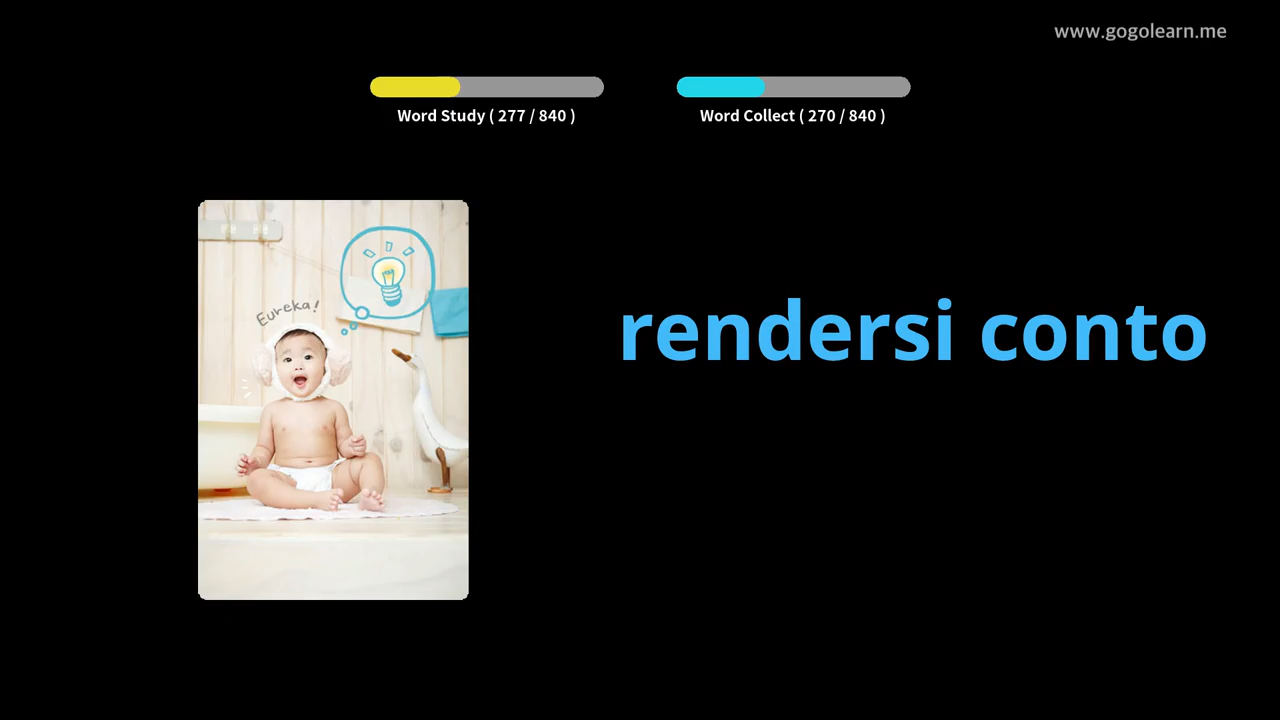 www.gogolearn.me
Word Study ( 277 / 840 )
Word Collect ( 270 / 840 )
Eureka!
rendersi conto